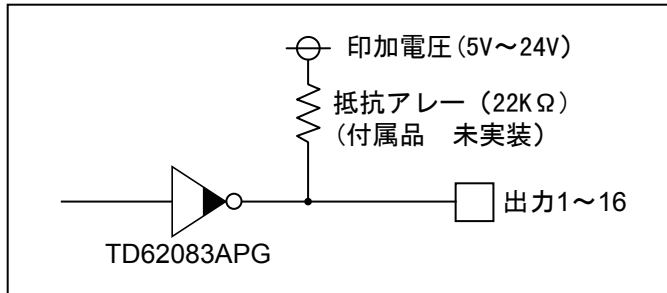 印加電圧(5V～24V)
抵抗アレー（22KΩ）
(付属品　未実装)
出力1～16
TD62083APG